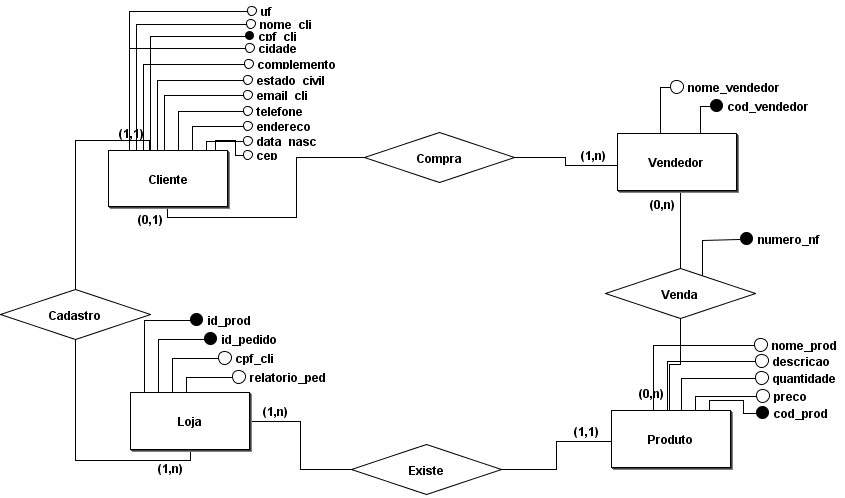 uf
nome_cli
cpf_cli
cidade
complemento
estado_civil
email_cli
telefone
endereco
data_nasc
cep
(1,1)
Cliente
(0,1)
Compra
(1,n)
nome_vendedor
cod_vendedor
Vendedor
(0,n)
numero_nf
Venda
Cadastro
id_prod
id_pedido
cpf_cli
relatorio_ped
Loja
(1,n)
(1,n)
Existe
(1,1)
nome_prod
descricao
quantidade
preco
cod_prod
(0,n)
Produto